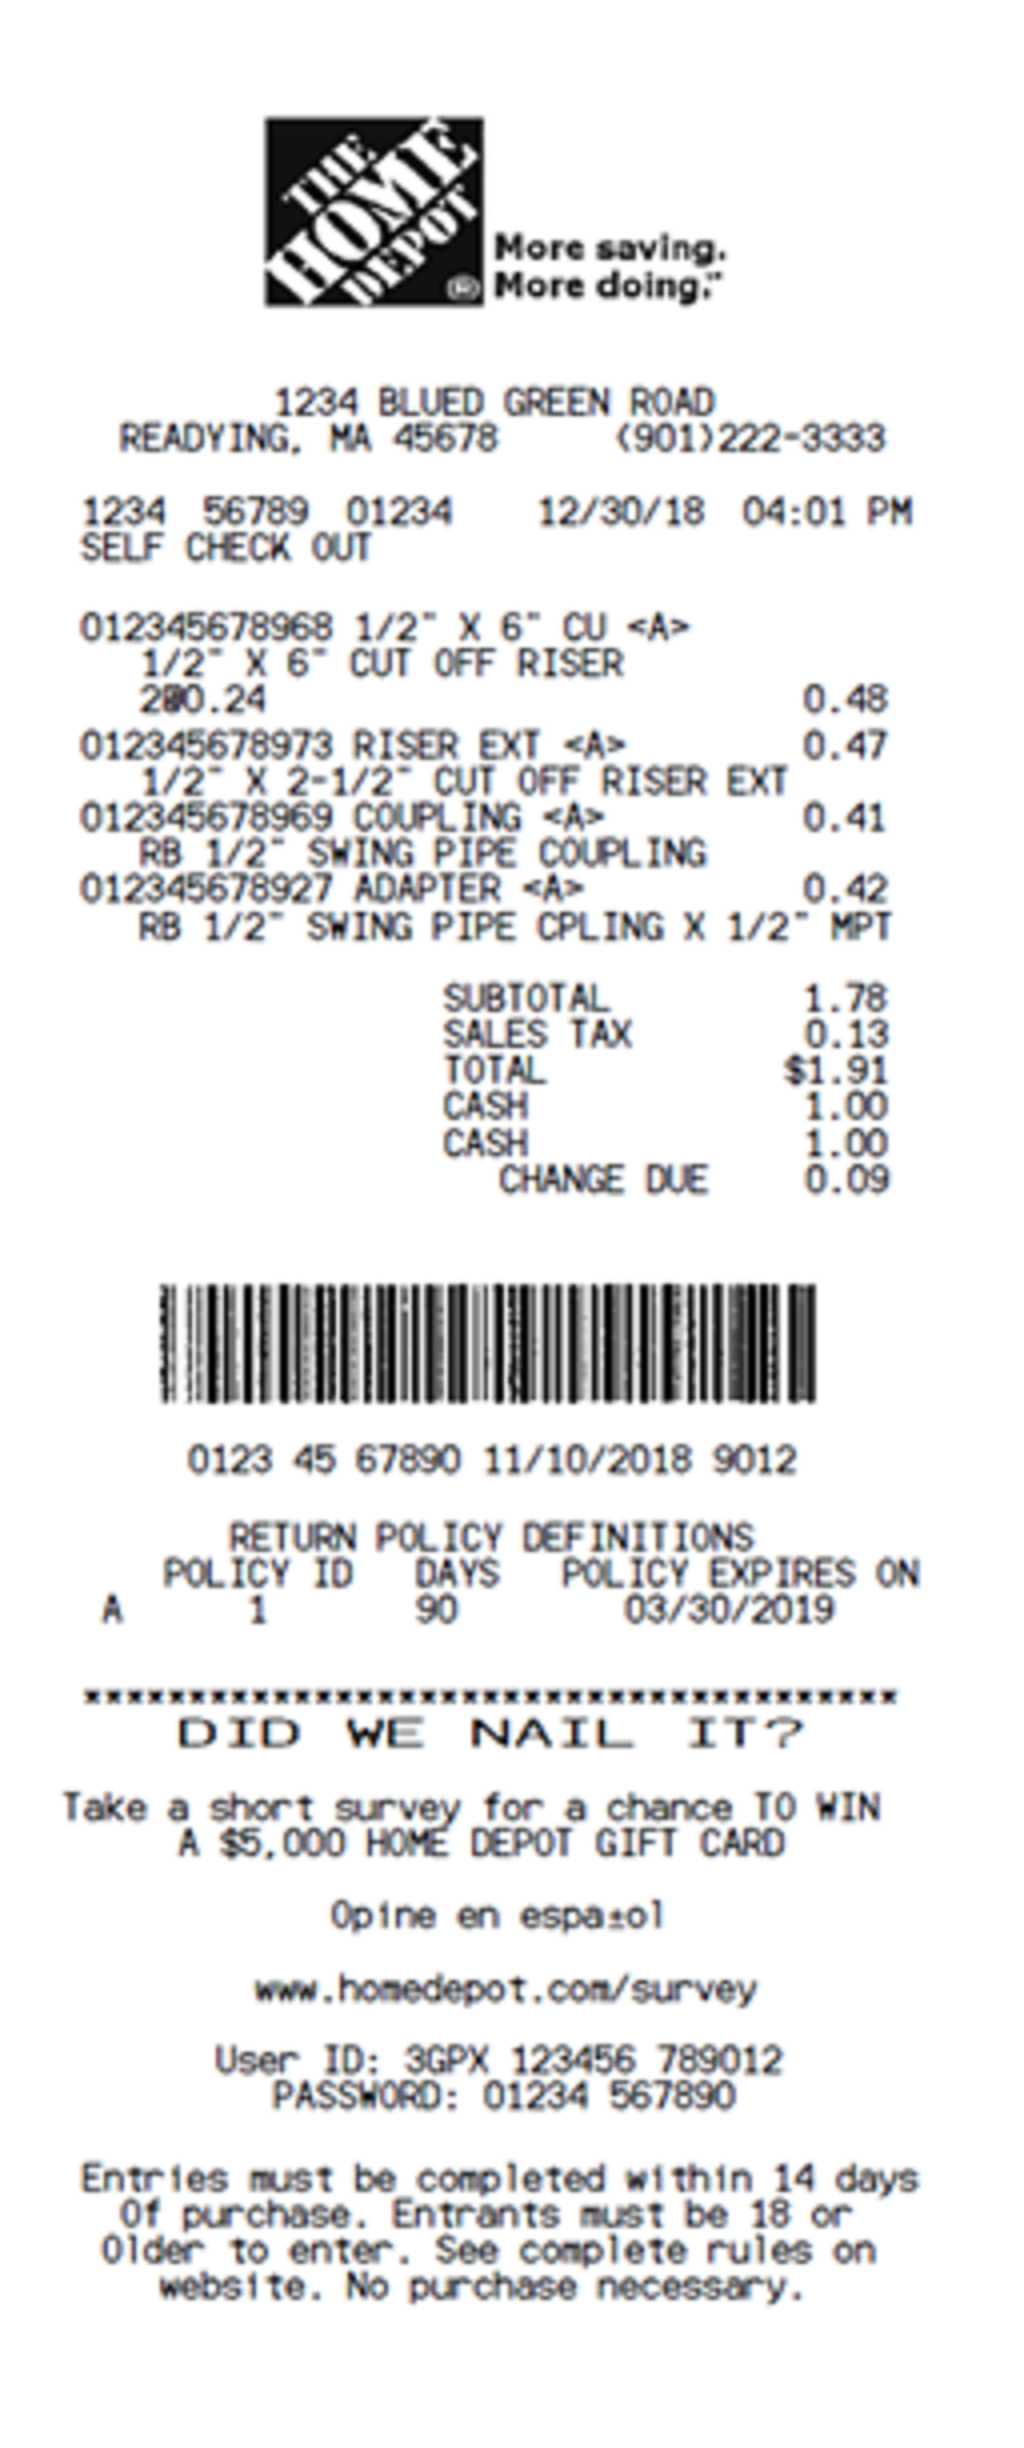 THE
HOME
DEPOT
More saving.
More doing.™
1234 BLUED GREEN ROAD
READYING, MA 45678 (901)222-3333
1234 56789 01234 12/30/18 04:01 PM
SELF CHECK OUT
012345678968 1/2" X 6" CU <A>
1/2" X 6" CUT OFF RISER
2@0.24 0.48
012345678973 RISER EXT <A> 0.47
1/2" X 2-1/2" CUT OFF RISER EXT
012345678969 COUPLING <A> 0.41
RB 1/2" SWING PIPE COUPLING
012345678927 ADAPTER <A> 0.42
RB 1/2" SWING PIPE CPLING X 1/2" MPT
SUBTOTAL 1.78
SALES TAX 0.13
TOTAL $1.91
CASH 1.00
CASH 1.00
CHANGE DUE 0.09
0123 45 67890 11/10/2018 9012
RETURN POLICY DEFINITIONS
POLICY ID DAYS POLICY EXPIRES ON
A 1 90 03/30/2019
***************************************
DID WE NAIL IT?
Take a short survey for a chance TO WIN
A $5,000 HOME DEPOT GIFT CARD
Opine en espa±ol
www.homedepot.com/survey
User ID: 3GPX 123456 789012
PASSWORD: 01234 567890
Entries must be completed within 14 days
Of purchase. Entrants must be 18 or
Older to enter. See complete rules on
website. No purchase necessary.